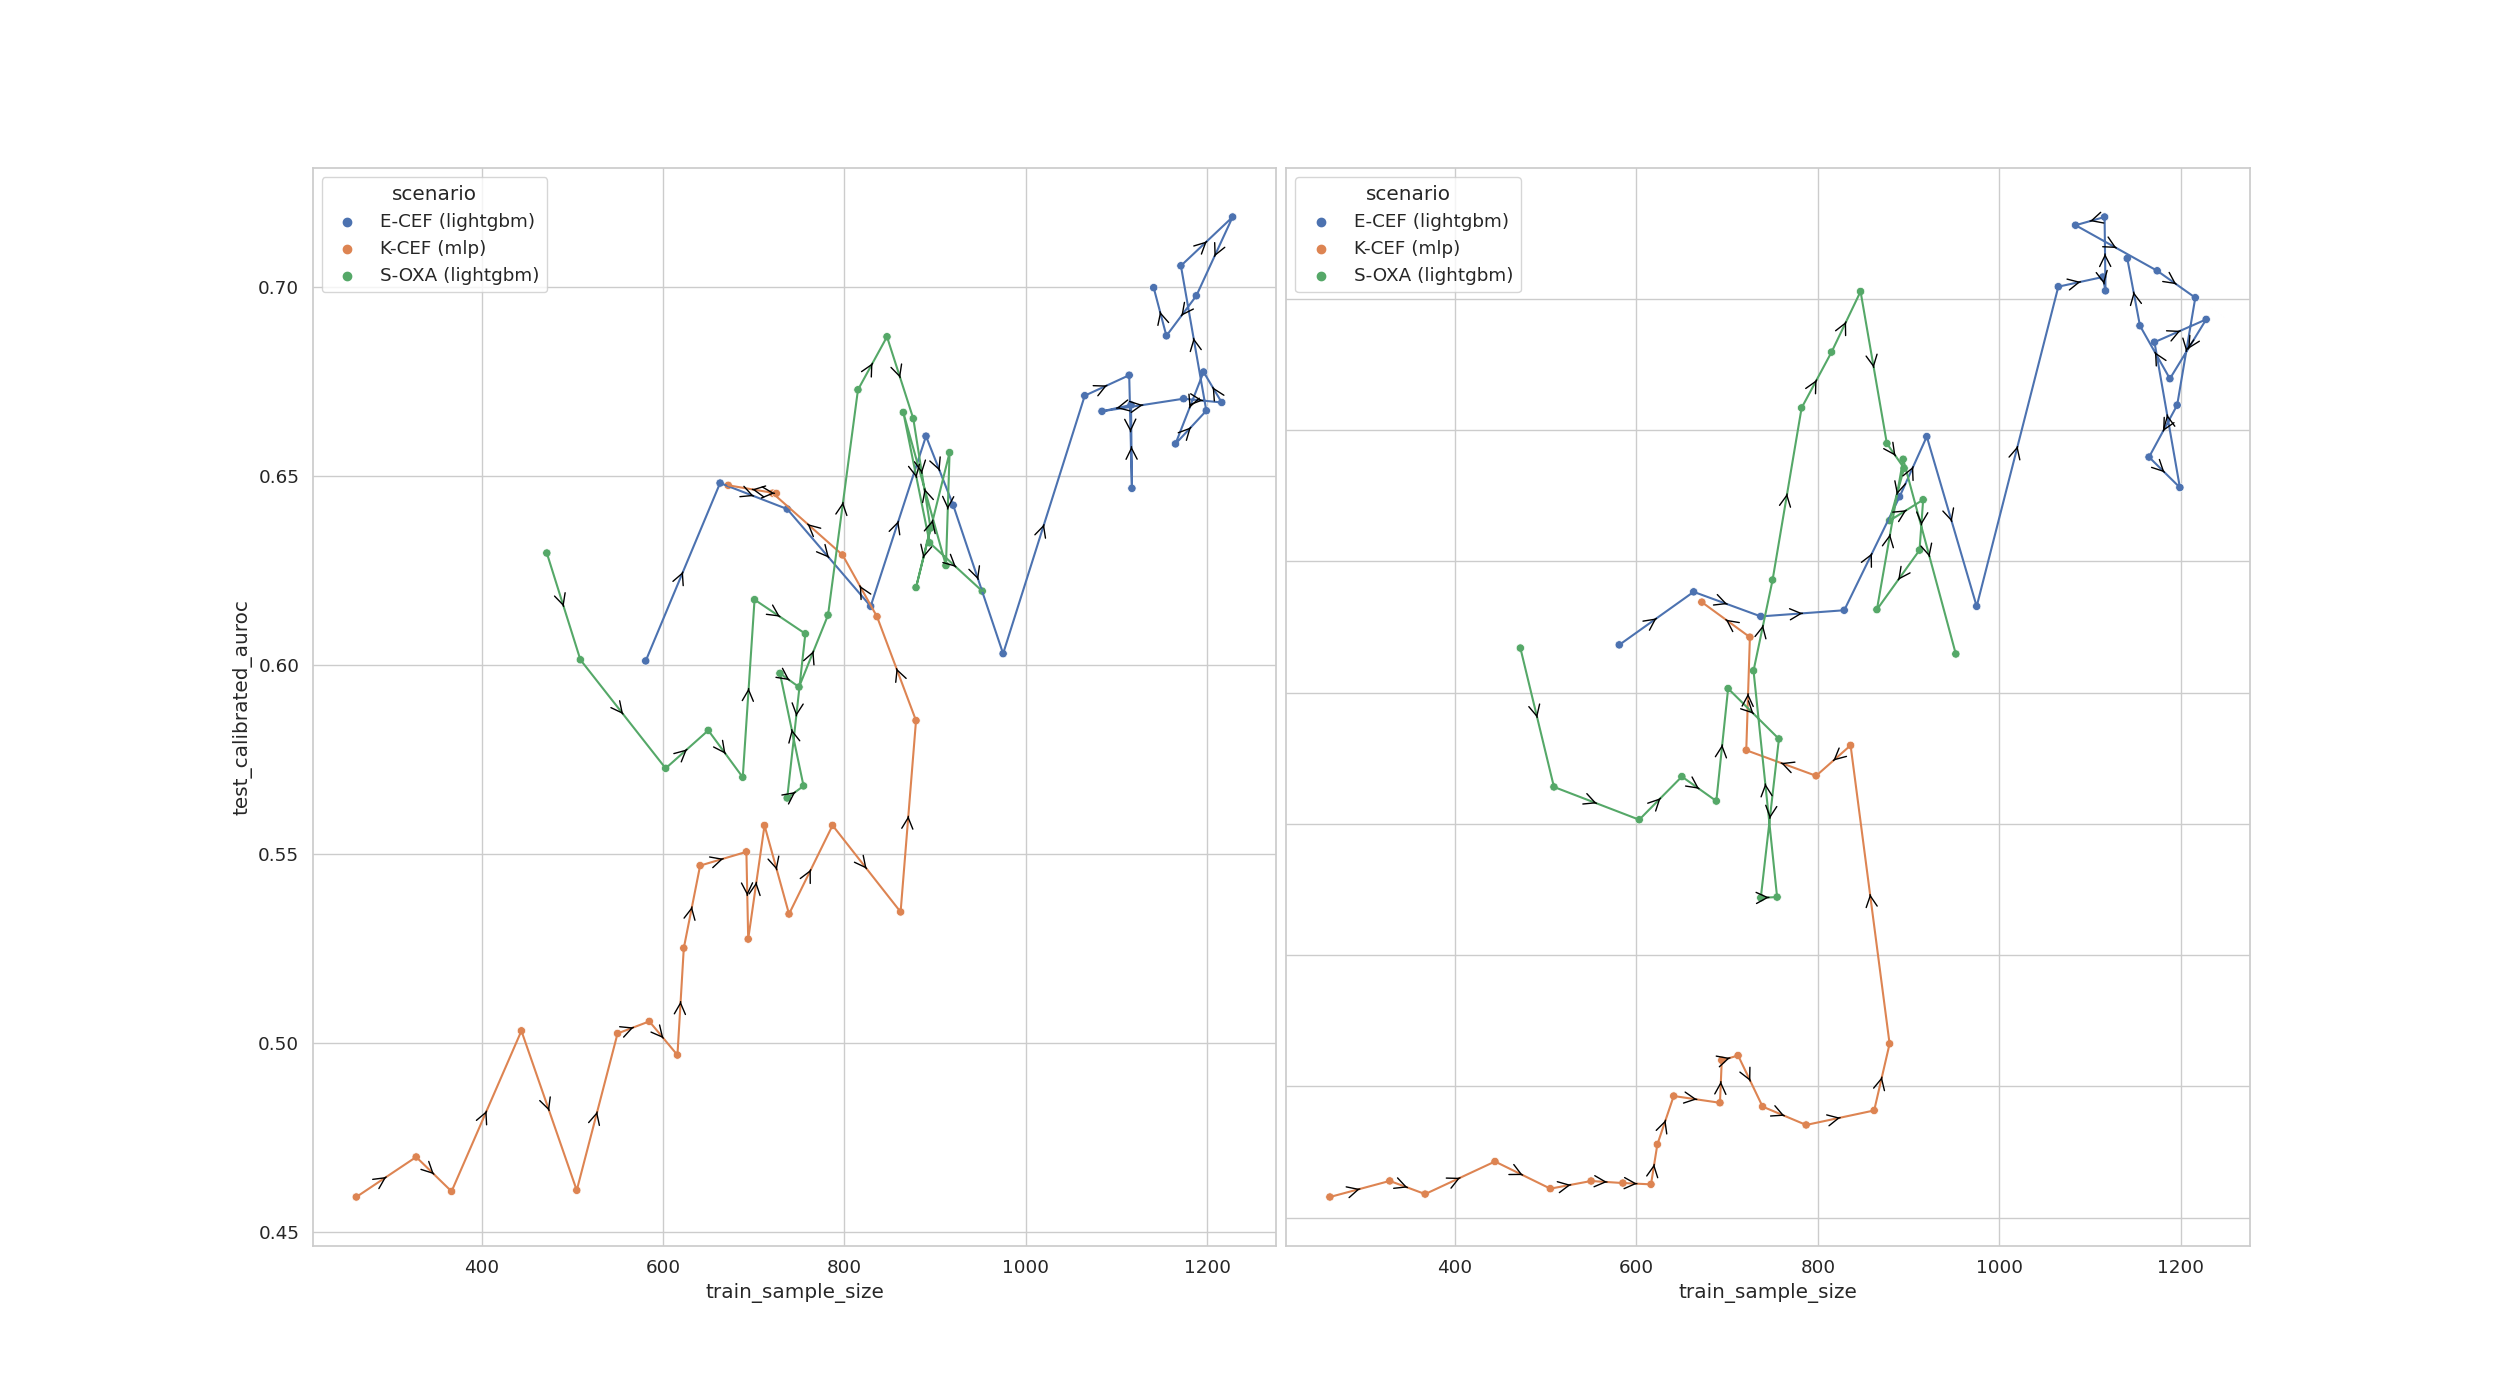 scenario
E-CEF (lightgbm)
K-CEF (mlp)
S-OXA (lightgbm)
scenario
E-CEF (lightgbm)
K-CEF (mlp)
S-OXA (lightgbm)
test_calibrated_auroc
0.70
0.65
0.60
0.55
0.50
0.45
400 600 800 1000 1200
train_sample_size
400 600 800 1000 1200
train_sample_size